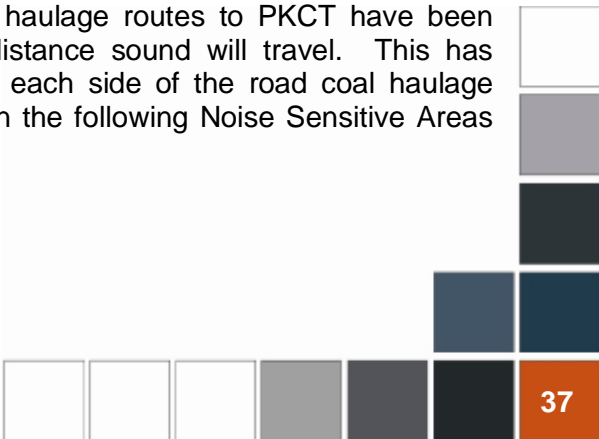 haulage routes to PKCT have been
distance sound will travel. This has
each side of the road coal haulage
the following Noise Sensitive Areas
37